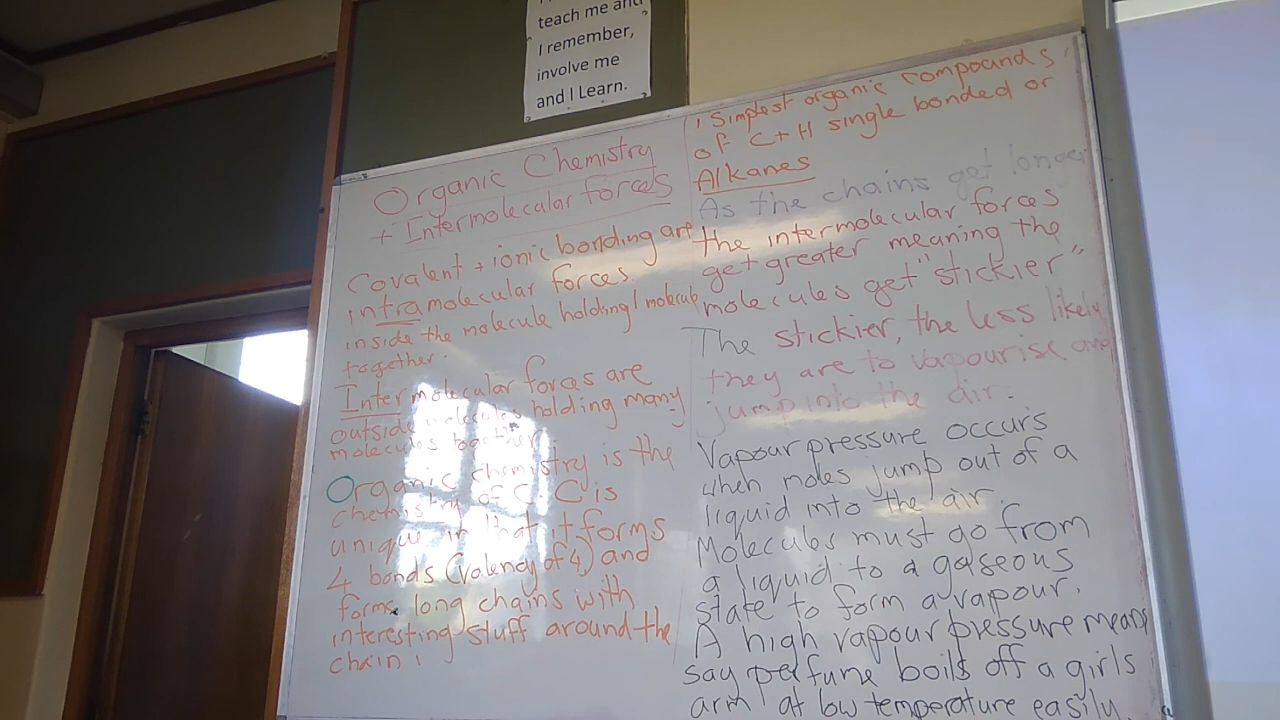 teach me and
I remember,
involve me
and I Learn.
Organic Chemistry
+ Intermolecular forces
Covalent + ionic bonding are
intramolecular forces.
inside the molecule holding 1 molecule
together.
Intermolecular forces are
outside molecules holding many
molecules together
Organic chemistry is the
chemistry of C. C is
unique in that it forms
4 bonds (valency of 4) and
forms long chains with
interesting stuff around the
chain.
Simplest organic compounds
of C + H single bonded or
Alkanes
As the chains get longer
the intermolecular forces
get greater meaning the
molecules get "stickier"
The stickier, the less likely
they are to vapourise and
jump into the air.
Vapour pressure occurs
when moles jump out of a
liquid into the air.
Molecules must go from
a liquid to a gaseous
state to form a vapour.
A high vapour pressure means
say perfume boils off a girls
arm at low temperature easily.